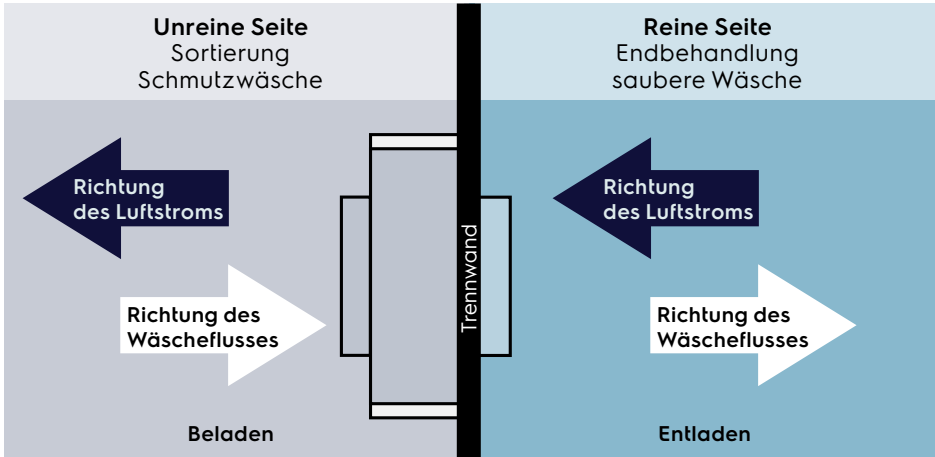 Unreine Seite
Sortierung
Schmutzwäsche
Reine Seite
Endbehandlung
saubere Wäsche
Richtung
des Luftstroms
Richtung des
Wäscheflusses
Trennwand
Richtung
des Luftstroms
Richtung des
Wäscheflusses
Beladen
Entladen